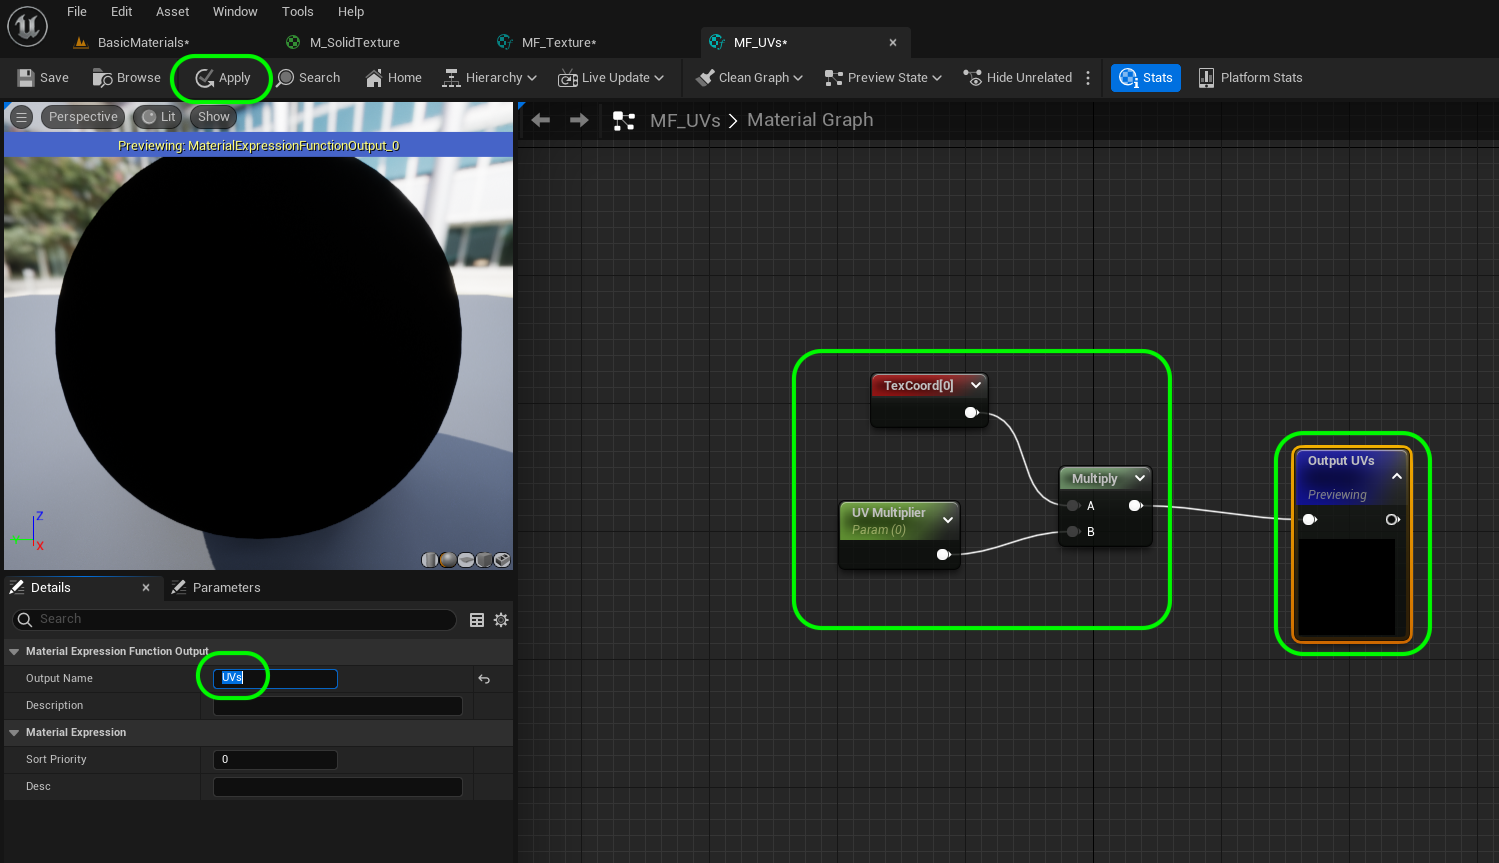 File Edit Asset Window Tools Help
BasicMaterials* M_SolidTexture MF_Texture* MF_UVs*
Save Browse Apply Search Home Hierarchy Live Update Clean Graph Preview State Hide Unrelated Stats Platform Stats
Perspective Lit Show
MF_UVs > Material Graph
Previewing: MaterialExpressionFunctionOutput_0
TexCoord[0]
Output UVs
Multiply
Previewing
A
UV Multiplier
Param (0)
B
Z
X
Details Parameters
Search
Material Expression Function Output
Output Name UVs
Description
Material Expression
Sort Priority 0
Desc